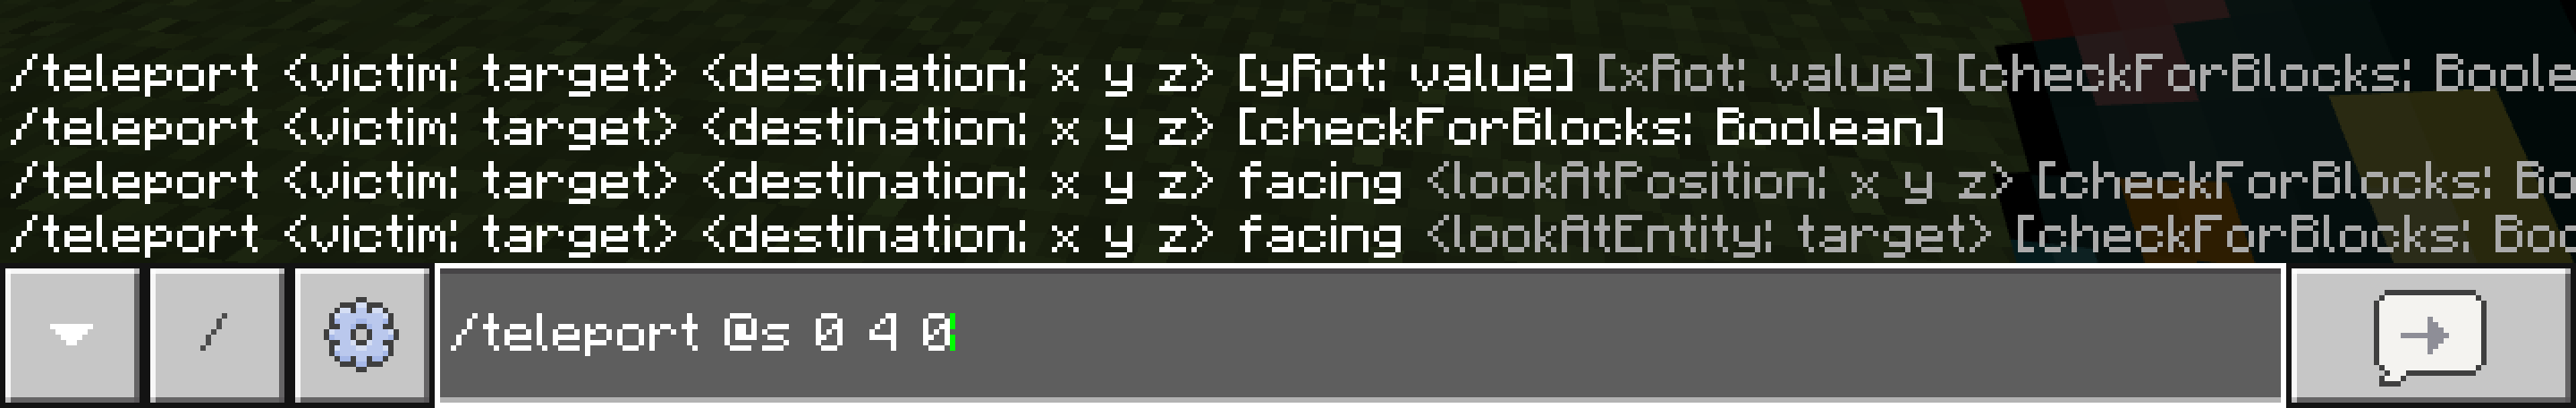 /teleport <victim: target> <destination: x y z> [yRot: value] [xRot: value] [checkForBlocks: Boole
/teleport <victim: target> <destination: x y z> [checkForBlocks: Boolean]
/teleport <victim: target> <destination: x y z> facing <lookAtPosition: x y z> [checkForBlocks: Bo
/teleport <victim: target> <destination: x y z> facing <lookAtEntity: target> [checkForBlocks: Boo
/
/teleport @s 0 4 0